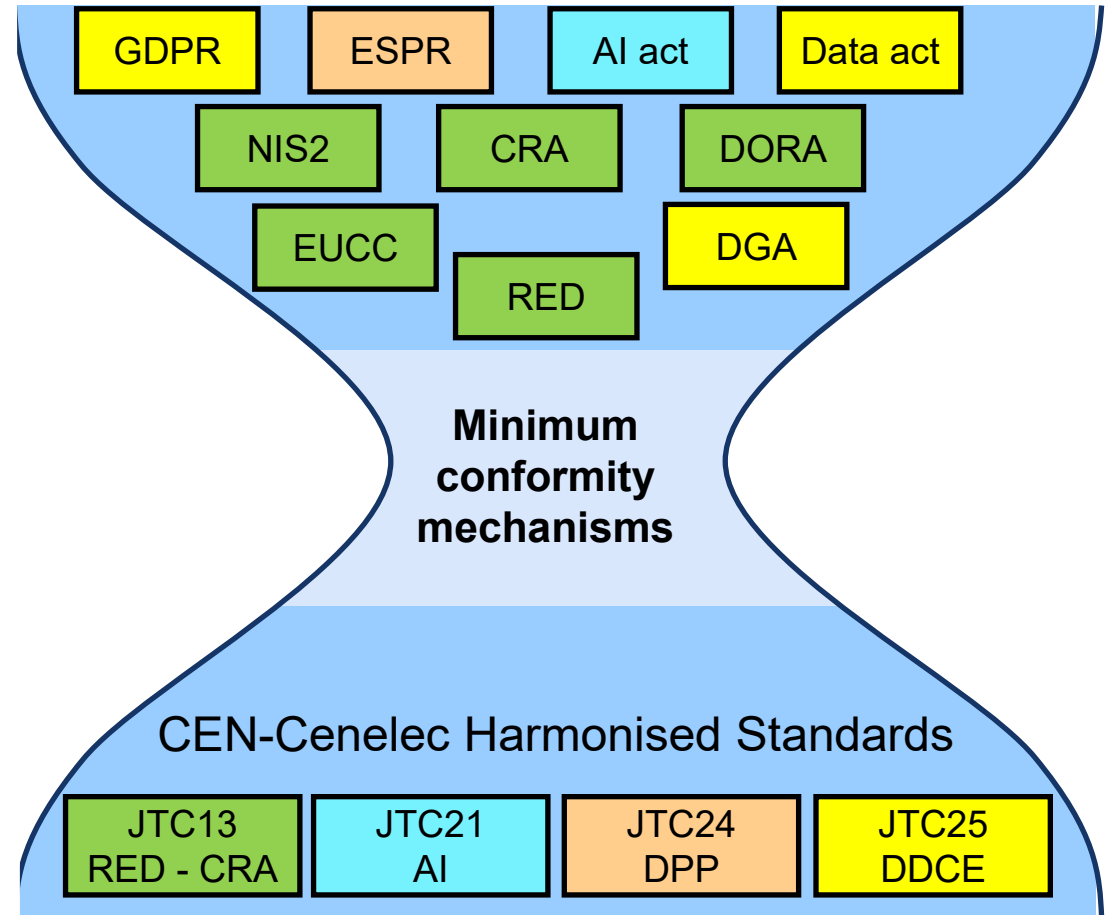 GDPR
ESPR
AI act
Data act
NIS2
CRA
DORA
EUCC
DGA
RED
Minimum
conformity
mechanisms
CEN-Cenelec Harmonised Standards
JTC13
RED - CRA
JTC21
AI
JTC24
DPP
JTC25
DDCE